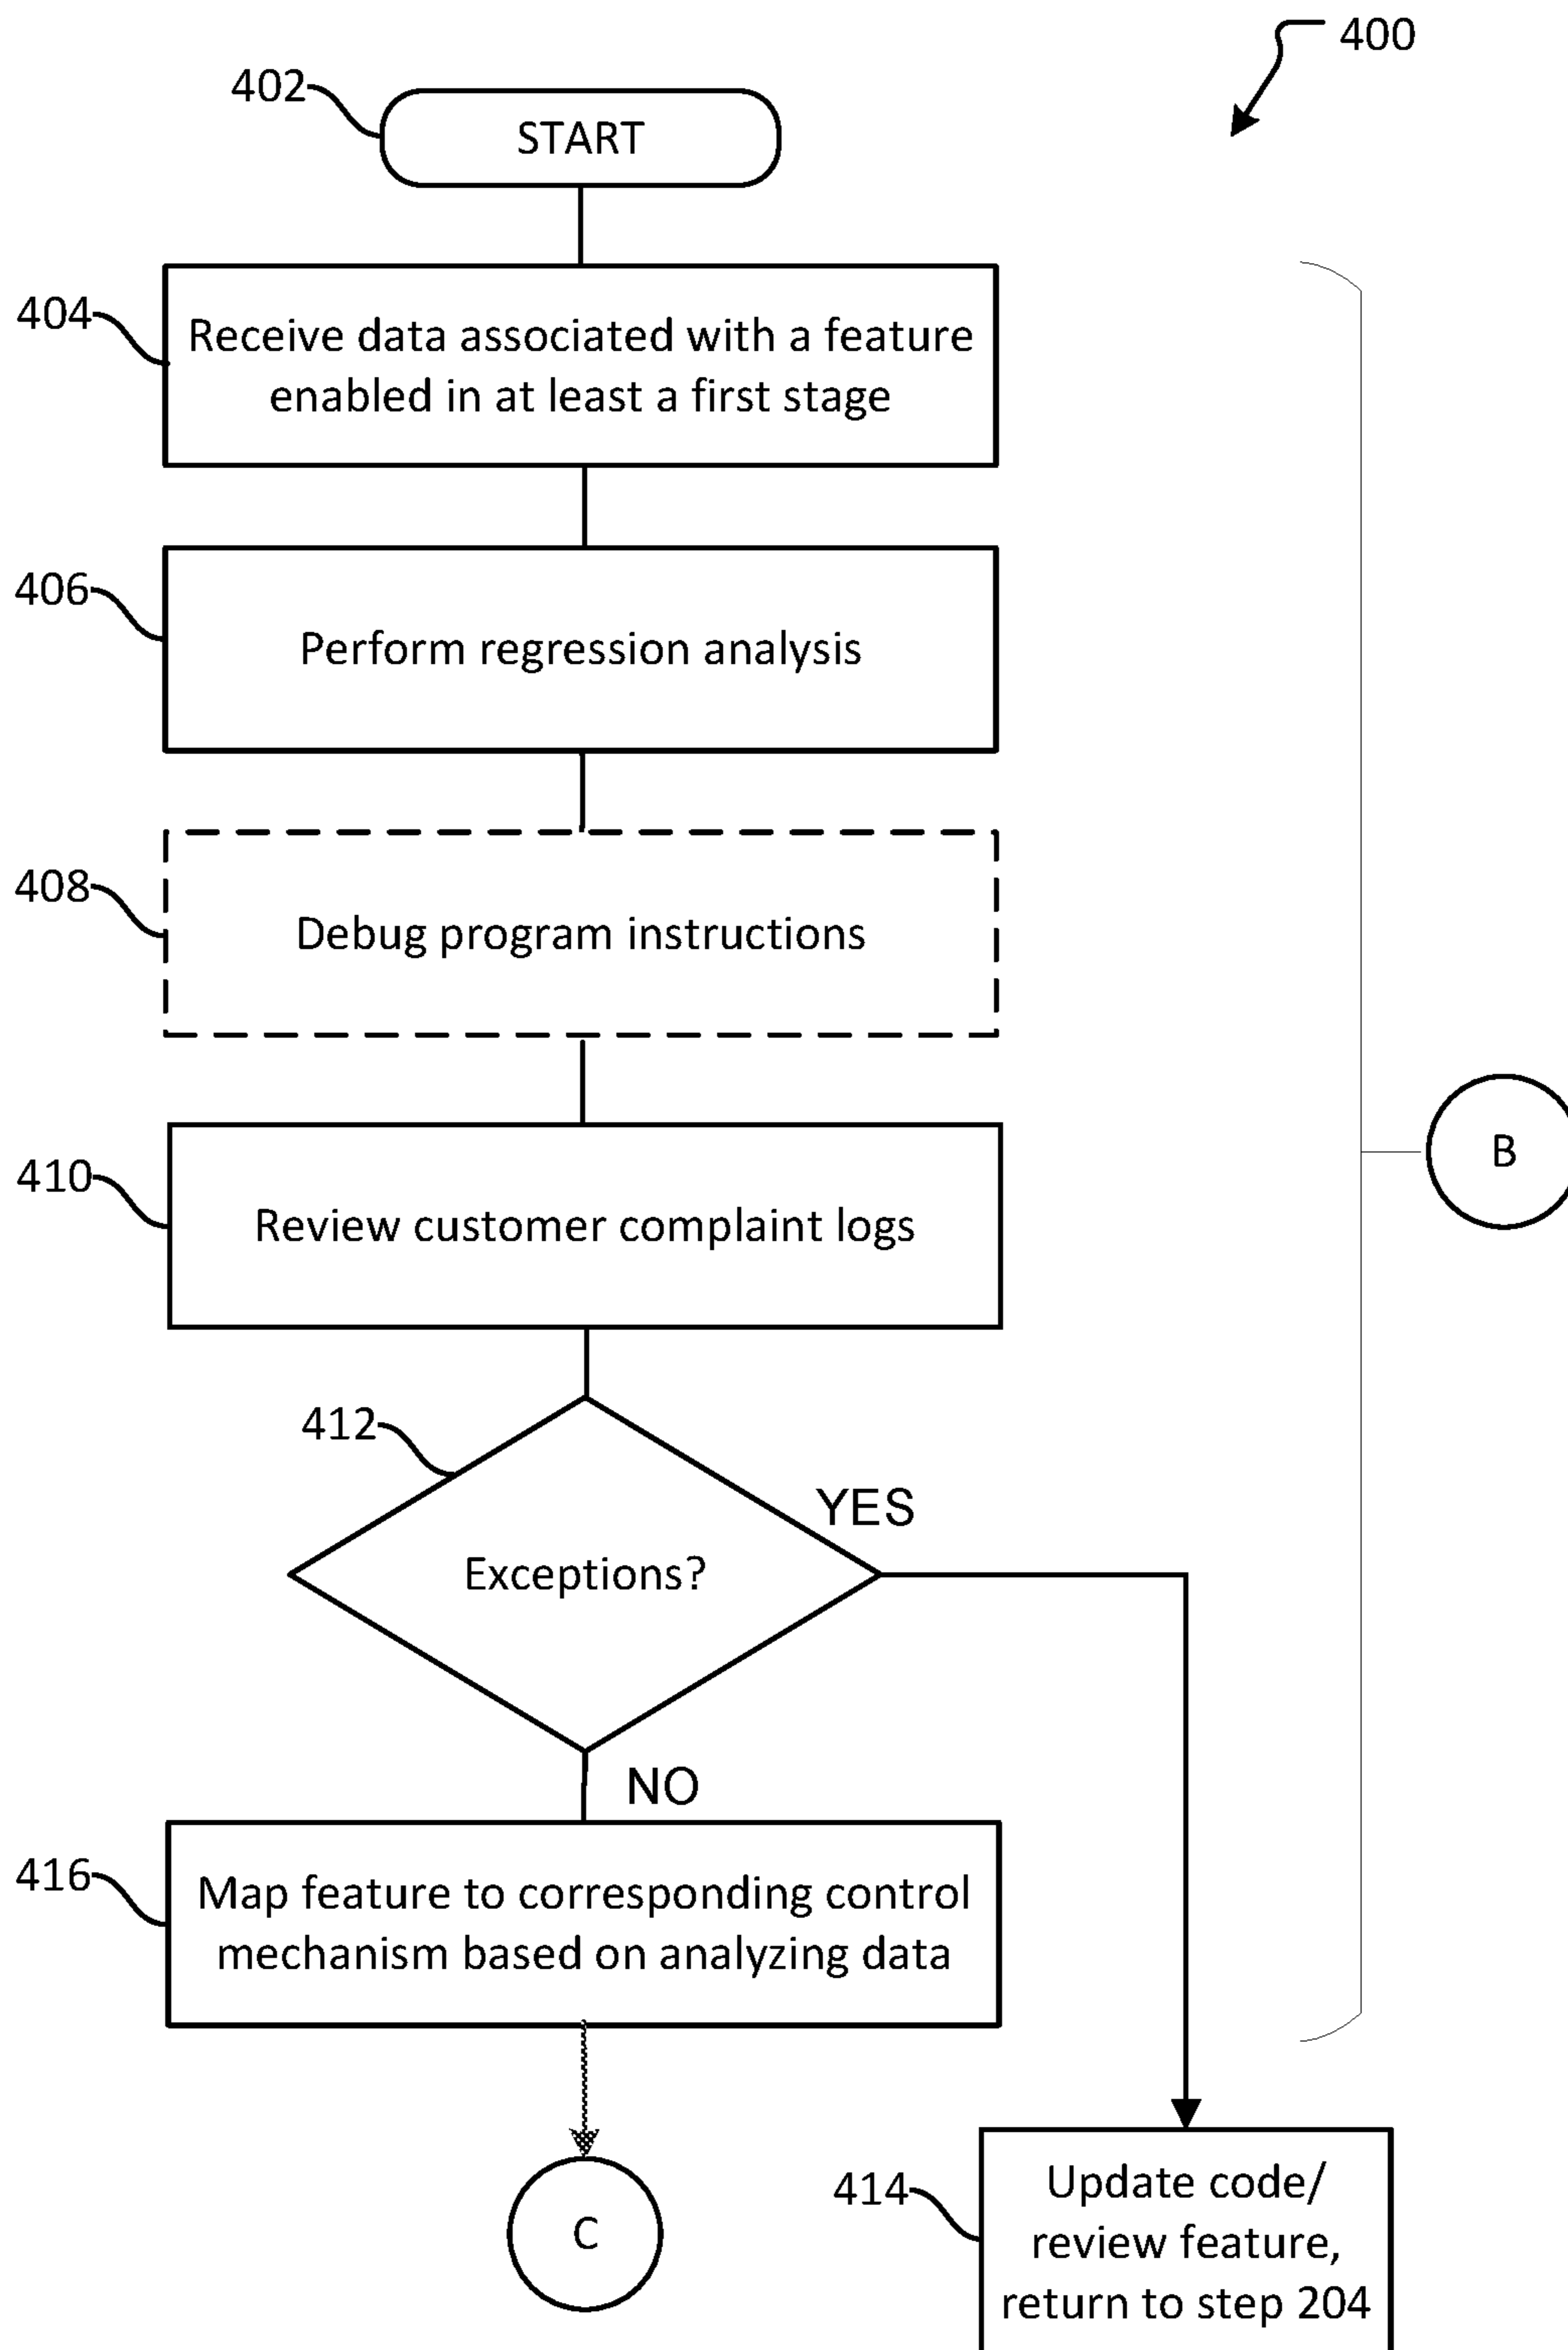 400
402
START
404
Receive data associated with a feature
enabled in at least a first stage
406
Perform regression analysis
408
Debug program instructions
B
410
Review customer complaint logs
412
YES
Exceptions?
NO
416
Map feature to corresponding control
mechanism based on analyzing data
C
414
Update code/
review feature,
return to step 204